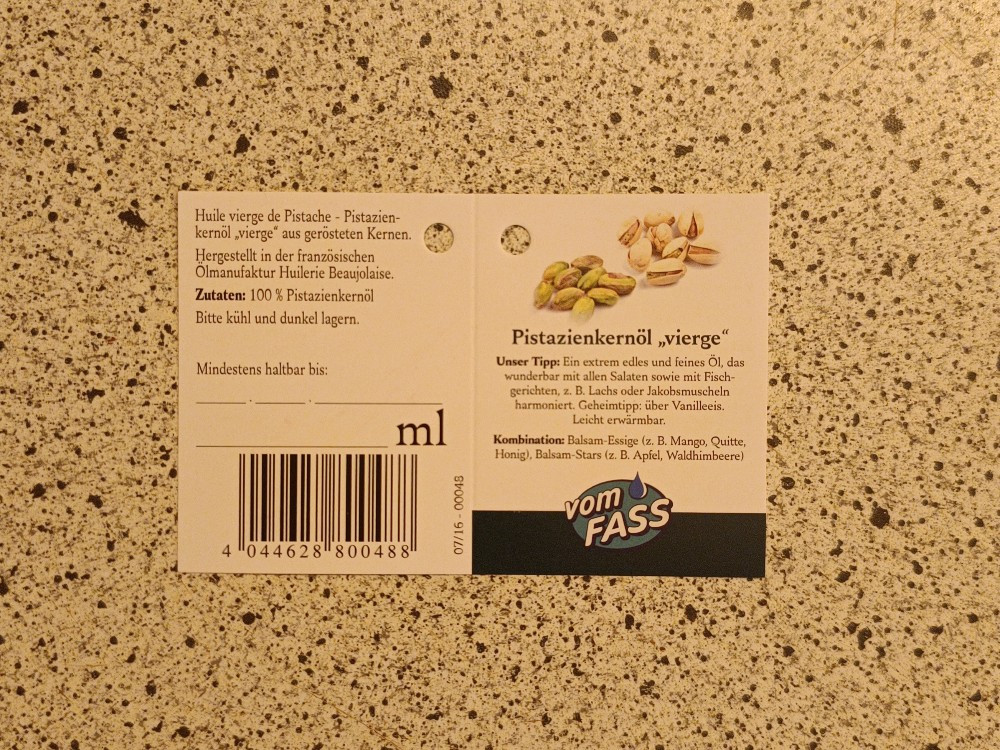 Huile vierge de Pistache - Pistazien-
kernöl „vierge“ aus gerösteten Kernen.
Hergestellt in der französischen
Ölmanufaktur Huilerie Beaujolaise.
Zutaten: 100 % Pistazienkernöl
Bitte kühl und dunkel lagern.
Mindestens haltbar bis:
ml
4 044628 800488
07/16 - 00048
Pistazienkernöl „vierge“
Unser Tipp: Ein extrem edles und feines Öl, das
wunderbar mit allen Salaten sowie mit Fisch-
gerichten, z. B. Lachs oder Jakobsmuscheln
harmoniert. Geheimtipp: über Vanilleeis.
Leicht erwärmbar.
Kombination: Balsam-Essige (z. B. Mango, Quitte,
Honig), Balsam-Stars (z. B. Apfel, Waldhimbeere)
vom
FASS